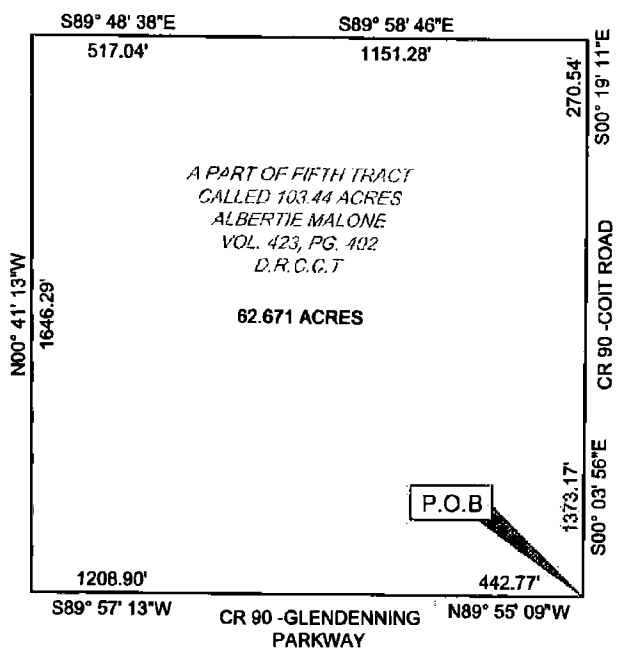 S89° 48' 38"E
S89° 58' 46"E
517.04'
1151.28'
270.54'
S00° 19' 11"E
A PART OF FIFTH TRACT
CALLED 103.44 ACRES
ALBERTIE MALONE
VOL. 423, PG. 402
D.R.C.C.T
62.671 ACRES
N00° 41' 13"W
1646.29'
CR 90 -COIT ROAD
P.O.B
1373.17'
S00° 03' 56"E
1208.90'
442.77'
S89° 57' 13"W
CR 90 -GLENDENNING
PARKWAY
N89° 55' 09"W